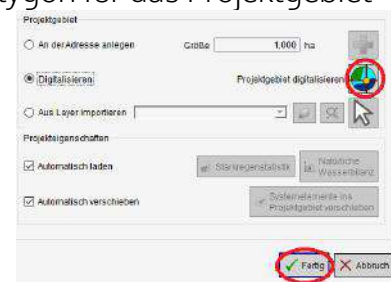 Polygon für das Projektgebiet
Projektgebiet
An der Adresse anlegen Größe 1,000 ha
Digitalisieren Projektgebiet digitalisieren
Aus Layer importieren
Projekteigenschaften
Automatisch laden Starkregenstatistik Natürliche Wasserbilanz
Automatisch verschieben Systemelemente ins Projektgebiet verschieben
Fertig Abbruch